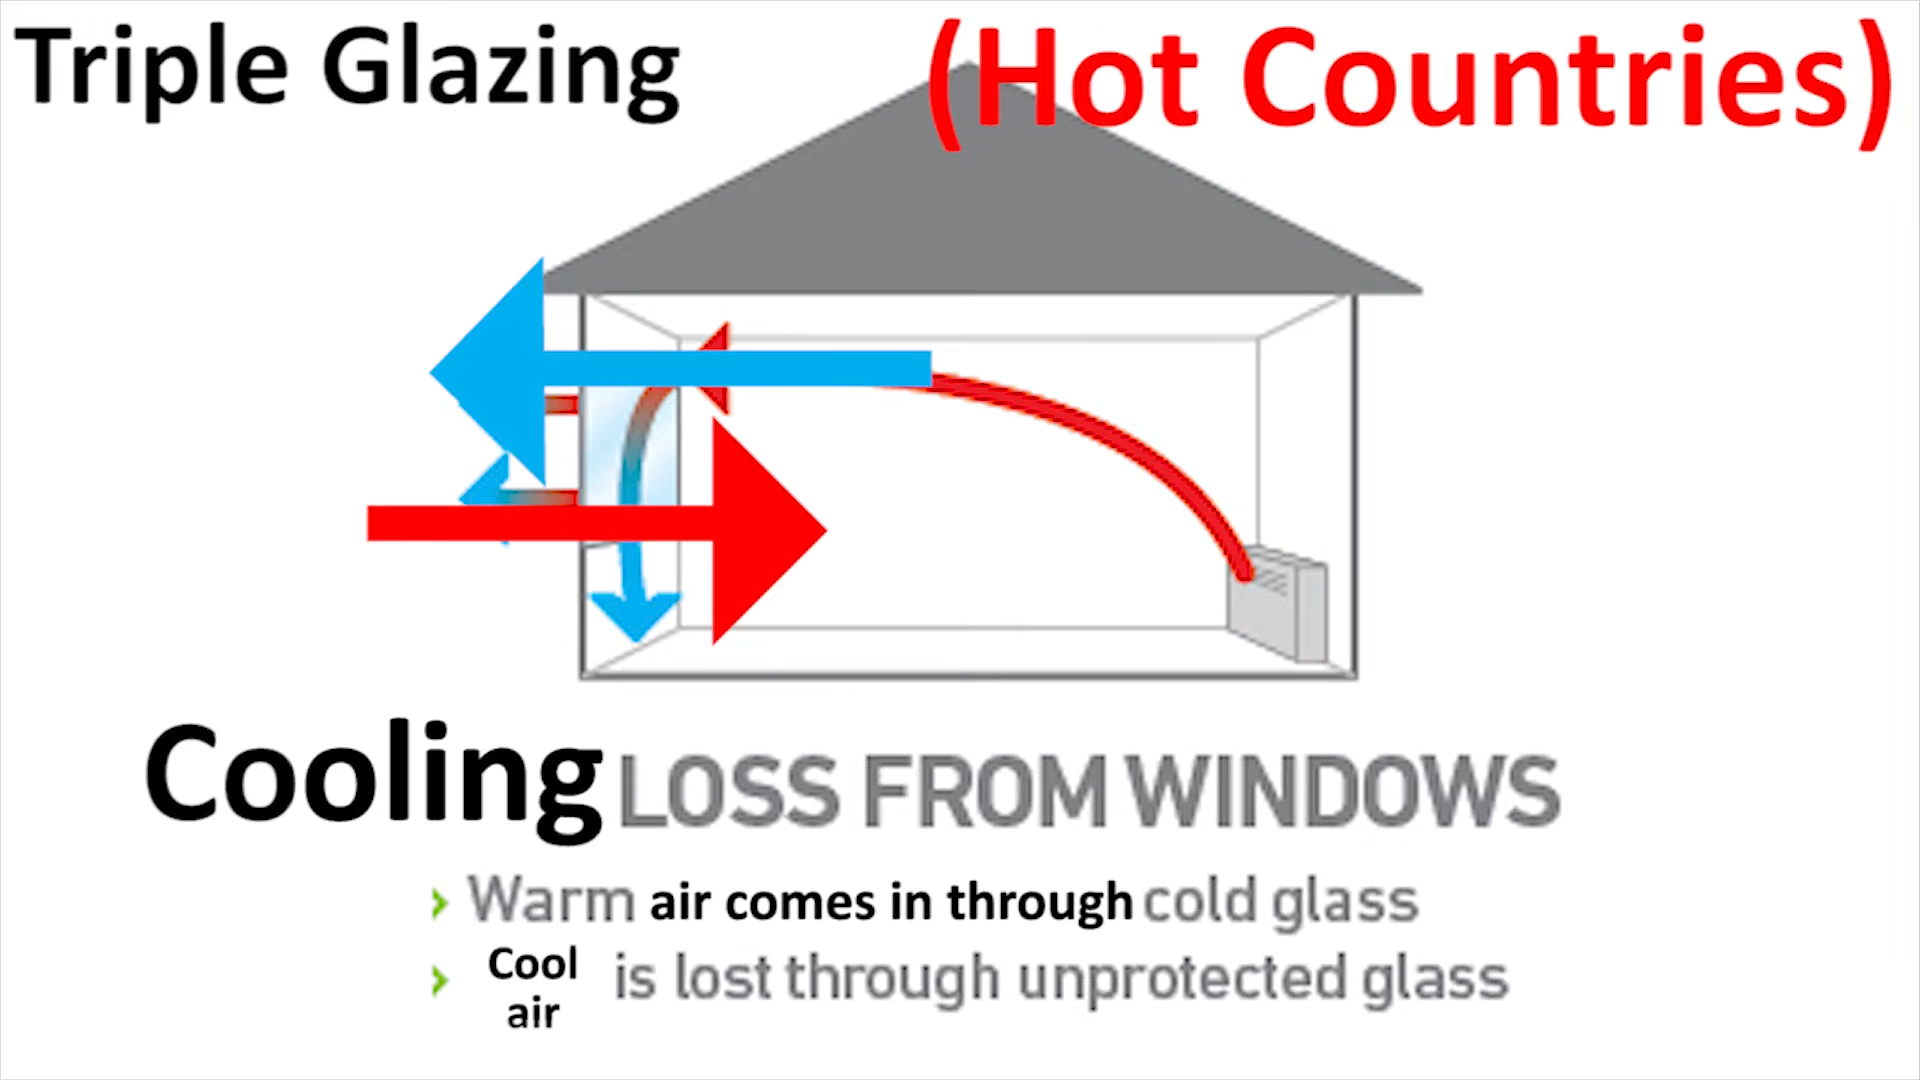 Triple Glazing (Hot Countries)
Cooling LOSS FROM WINDOWS
Warm air comes in through cold glass
Cool air is lost through unprotected glass